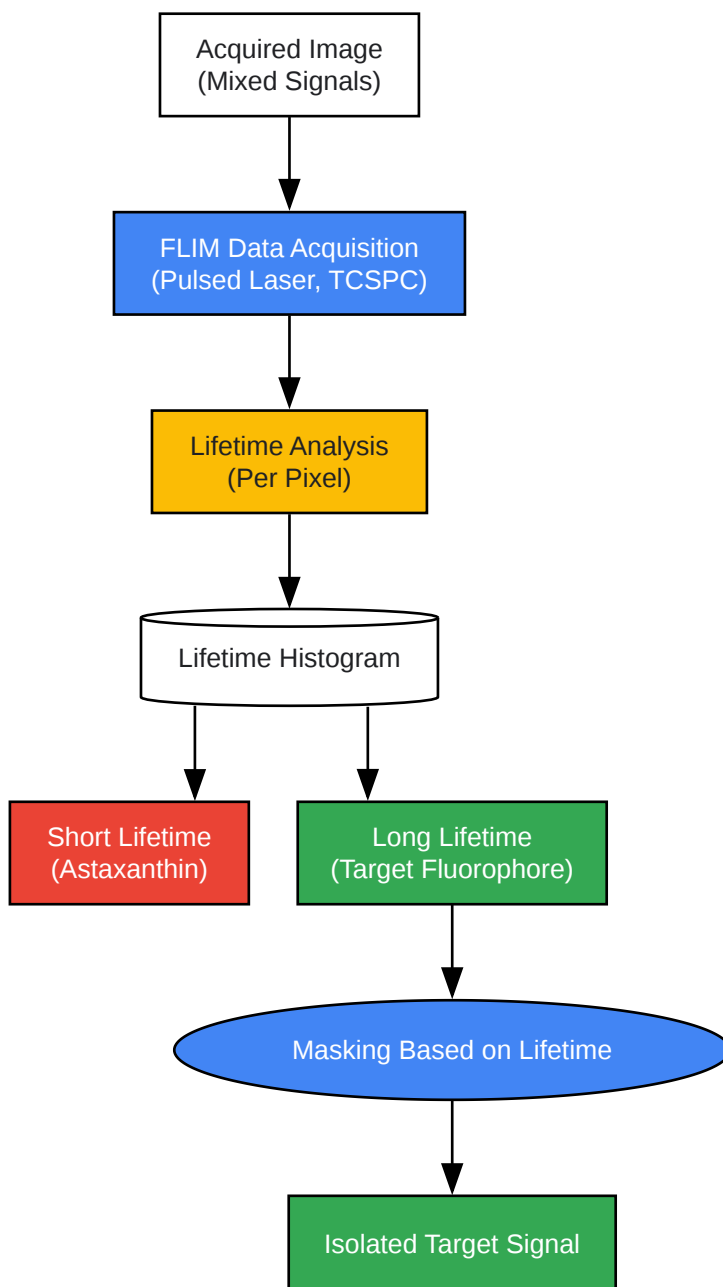 Acquired Image
(Mixed Signals)
FLIM Data Acquisition
(Pulsed Laser, TCSPC)
Lifetime Analysis
(Per Pixel)
Lifetime Histogram
Short Lifetime
(Astaxanthin)
Long Lifetime
(Target Fluorophore)
Masking Based on Lifetime
Isolated Target Signal